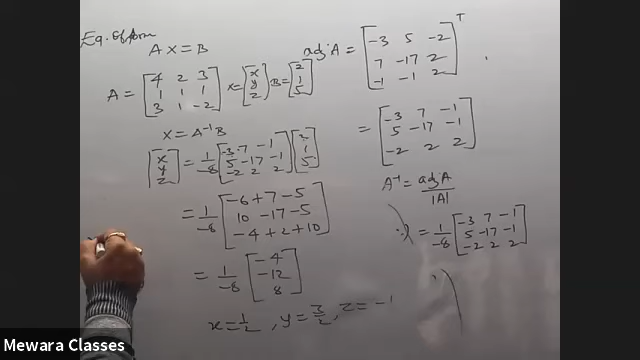 Eq. of form
A X = B
A = [4 2 3; 1 1 1; 3 1 -2] X = [x; y; z] B = [2; 1; 5]
X = A⁻¹B
[x; y; z] = 1/-8 [-3 7 -1; 5 -17 -1; -2 2 2] [2; 1; 5]
= 1/-8 [-6 + 7 - 5; 10 - 17 - 5; -4 + 2 + 10]
= 1/-8 [-4; -12; 8]
x = 1/2, y = 3/2, z = -1
adj A = [-3 5 -2; 7 -17 2; -1 -1 2]ᵀ
= [-3 7 -1; 5 -17 -1; -2 2 2]
A⁻¹ = adj A / |A|
= 1/-8 [-3 7 -1; 5 -17 -1; -2 2 2]
Mewara Classes